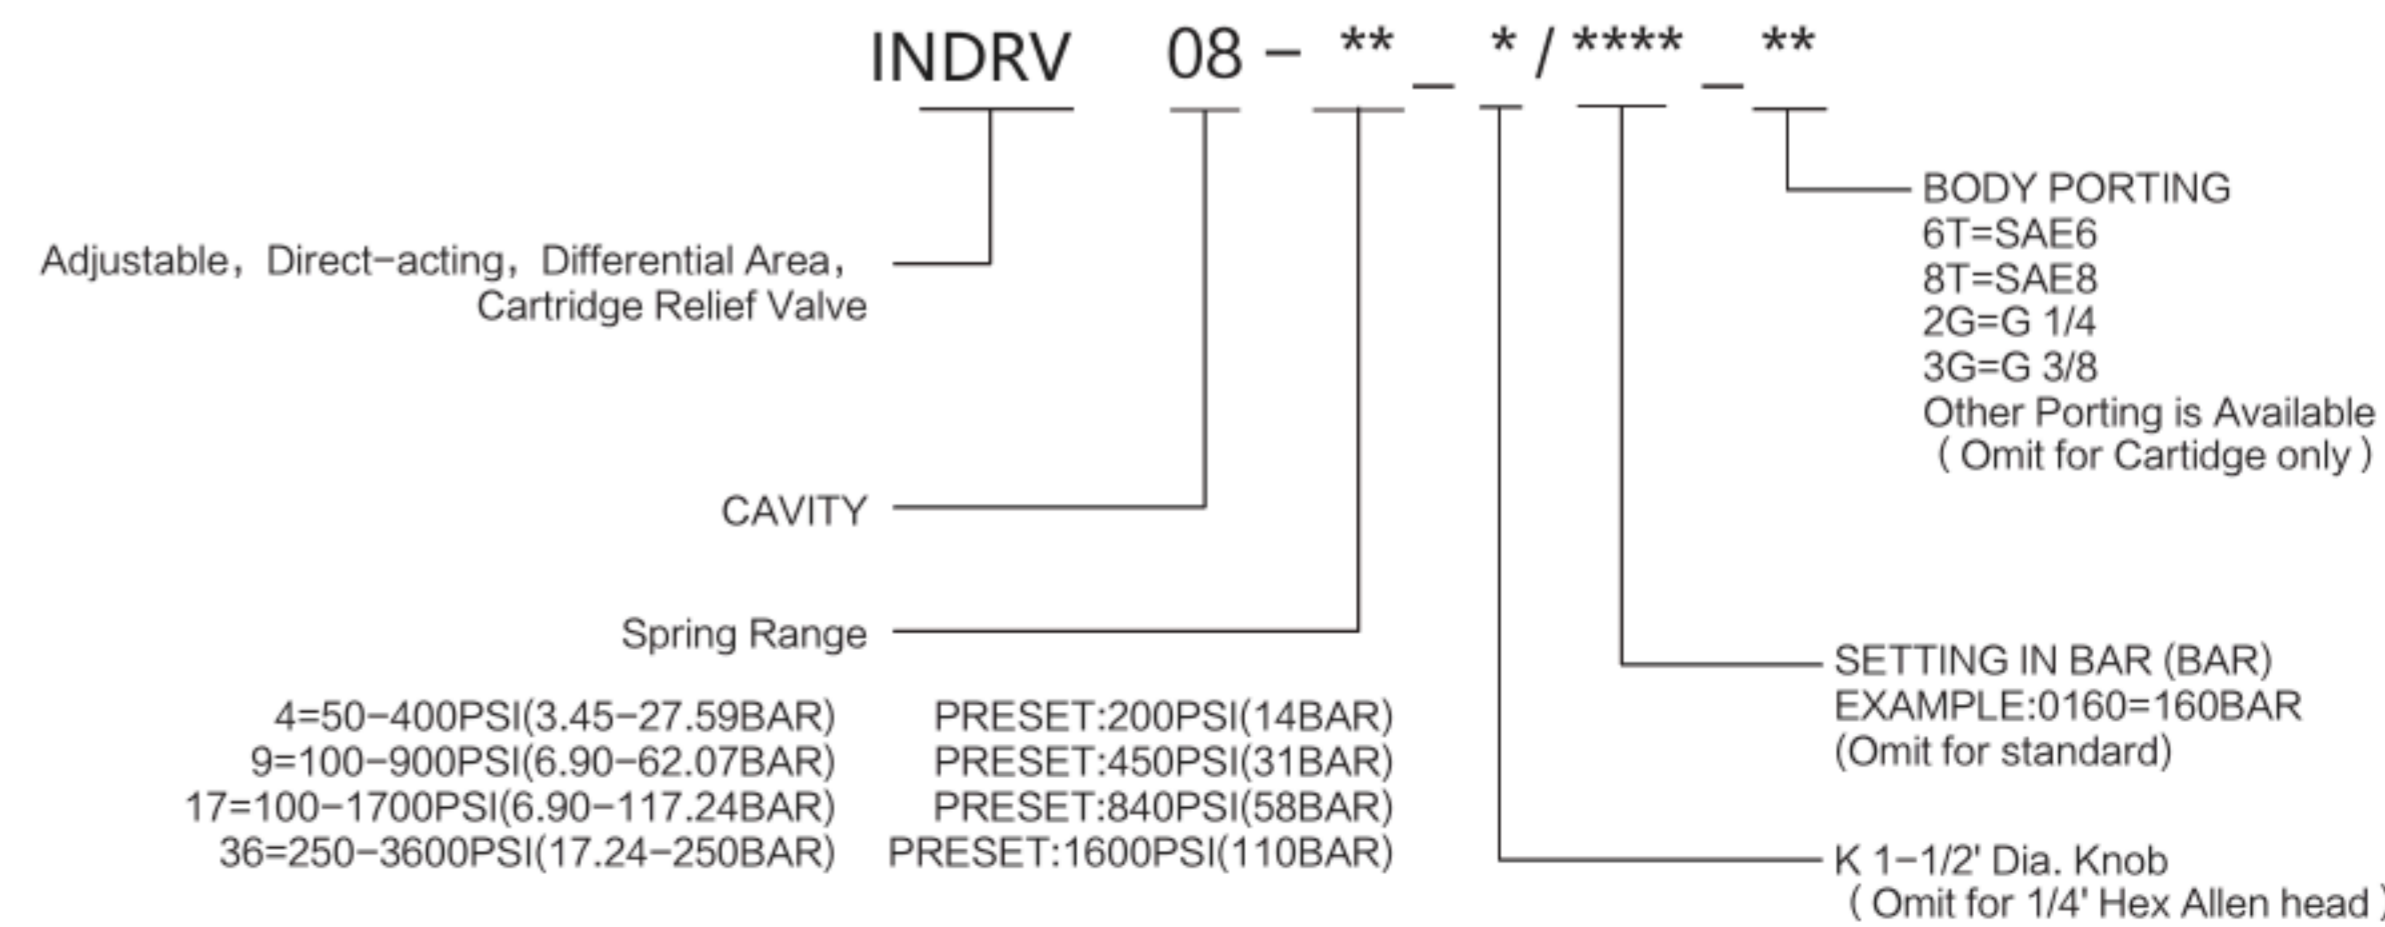 INDRV 08 - ** _ * / **** _ **
Adjustable, Direct-acting, Differential Area,
Cartridge Relief Valve
CAVITY
Spring Range
4=50-400PSI(3.45-27.59BAR) PRESET:200PSI(14BAR)
9=100-900PSI(6.90-62.07BAR) PRESET:450PSI(31BAR)
17=100-1700PSI(6.90-117.24BAR) PRESET:840PSI(58BAR)
36=250-3600PSI(17.24-250BAR) PRESET:1600PSI(110BAR)
BODY PORTING
6T=SAE6
8T=SAE8
2G=G 1/4
3G=G 3/8
Other Porting is Available
( Omit for Cartidge only )
SETTING IN BAR (BAR)
EXAMPLE:0160=160BAR
(Omit for standard)
K 1-1/2' Dia. Knob
( Omit for 1/4' Hex Allen head )